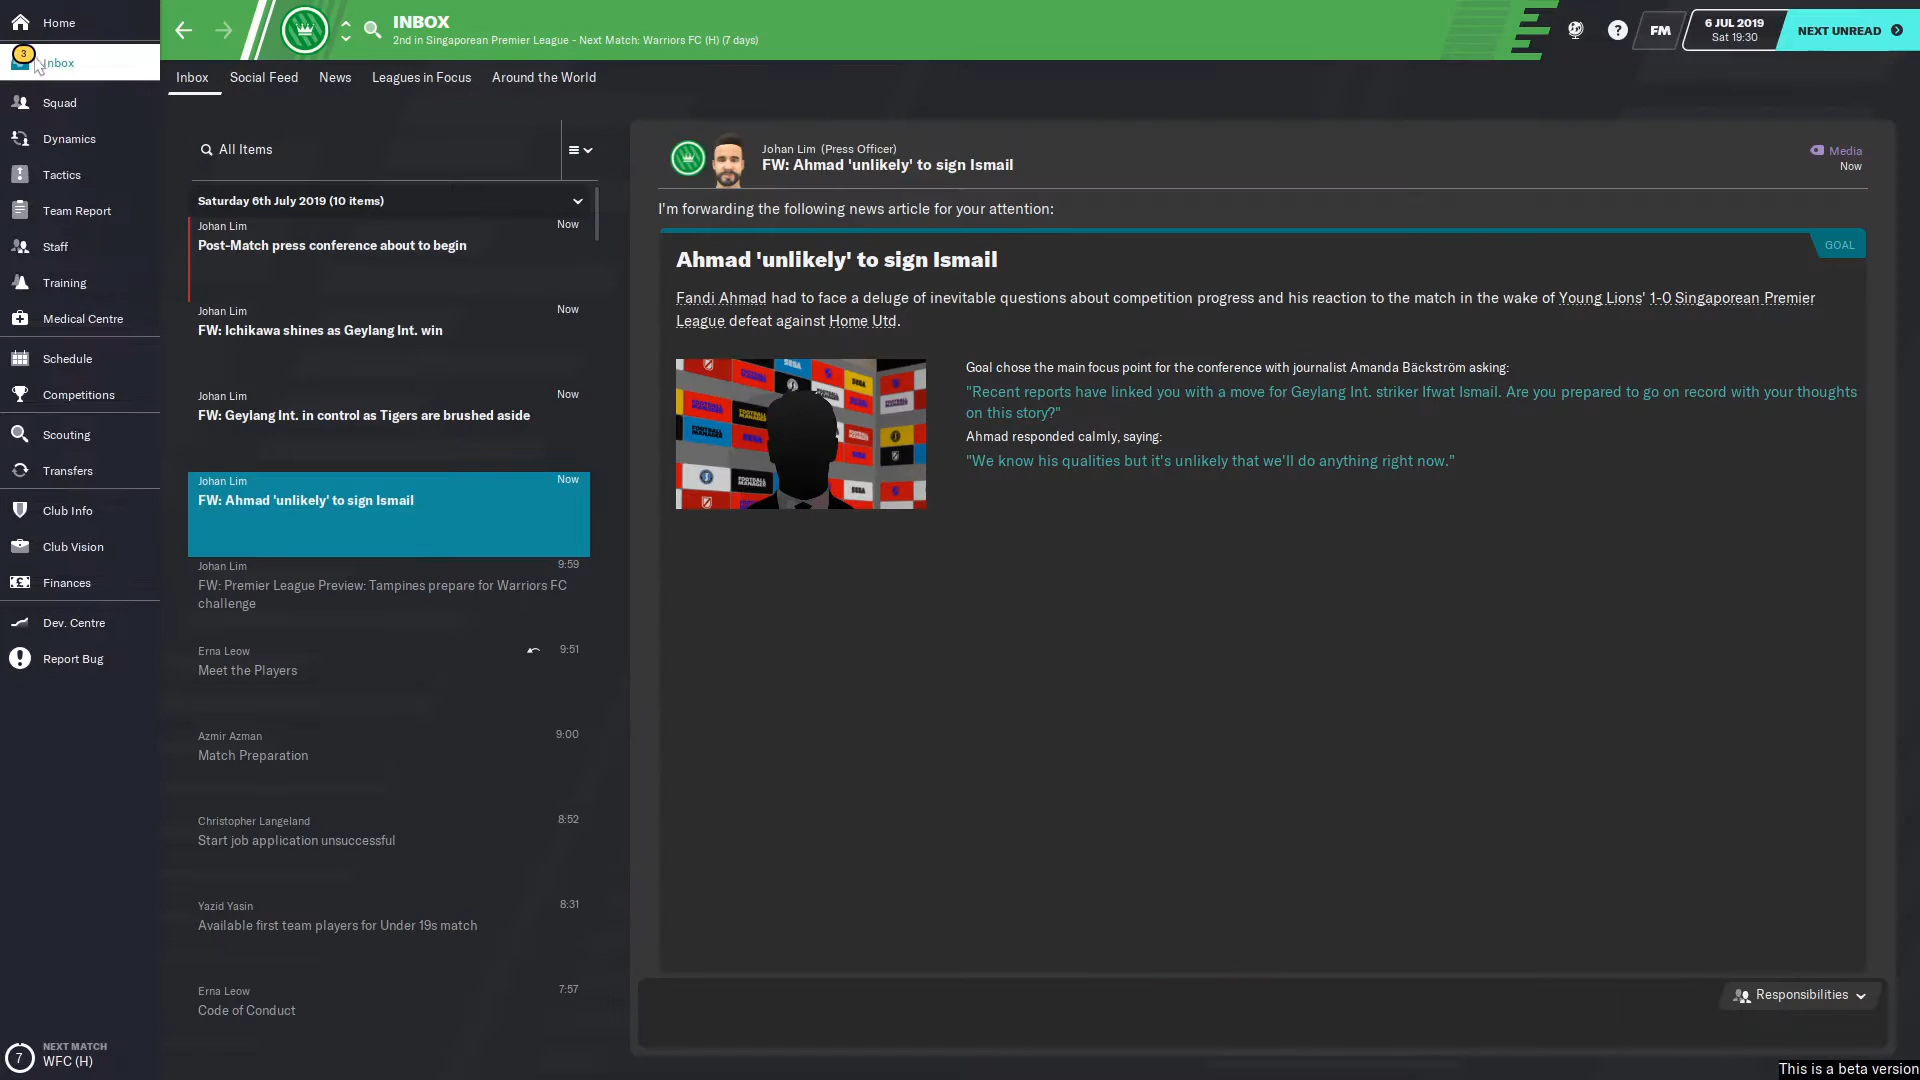 Home
3
Inbox
Squad
Dynamics
Tactics
Team Report
Staff
Training
Medical Centre
Schedule
Competitions
Scouting
Transfers
Club Info
Club Vision
Finances
Dev. Centre
Report Bug
7
NEXT MATCH
WFC (H)
INBOX
2nd in Singaporean Premier League - Next Match: Warriors FC (H) (7 days)
?
FM
6 JUL 2019
Sat 19:30
NEXT UNREAD
Inbox Social Feed News Leagues in Focus Around the World
All Items
Saturday 6th July 2019 (10 items)
Johan Lim Now
Post-Match press conference about to begin
Johan Lim Now
FW: Ichikawa shines as Geylang Int. win
Johan Lim Now
FW: Geylang Int. in control as Tigers are brushed aside
Johan Lim Now
FW: Ahmad 'unlikely' to sign Ismail
Johan Lim 9:59
FW: Premier League Preview: Tampines prepare for Warriors FC
challenge
Erna Leow 9:51
Meet the Players
Azmir Azman 9:00
Match Preparation
Christopher Langeland 8:52
Start job application unsuccessful
Yazid Yasin 8:31
Available first team players for Under 19s match
Erna Leow 7:57
Code of Conduct
Johan Lim (Press Officer)
FW: Ahmad 'unlikely' to sign Ismail
Media
Now
I'm forwarding the following news article for your attention:
GOAL
Ahmad 'unlikely' to sign Ismail
Fandi Ahmad had to face a deluge of inevitable questions about competition progress and his reaction to the match in the wake of Young Lions' 1-0 Singaporean Premier
League defeat against Home Utd.
Goal chose the main focus point for the conference with journalist Amanda Bäckström asking:
"Recent reports have linked you with a move for Geylang Int. striker Ifwat Ismail. Are you prepared to go on record with your thoughts
on this story?"
Ahmad responded calmly, saying:
"We know his qualities but it's unlikely that we'll do anything right now."
SEGA
FOOTBALL
MANAGER
SEGA
FOOTBALL
MANAGER
SEGA
Responsibilities
This is a beta version